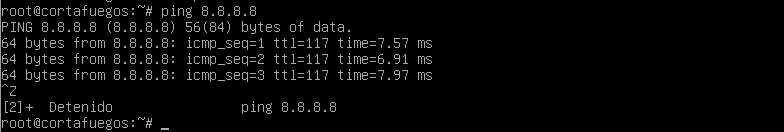 root@cortafuegos:~# ping 8.8.8.8
PING 8.8.8.8 (8.8.8.8) 56(84) bytes of data.
64 bytes from 8.8.8.8: icmp_seq=1 ttl=117 time=7.57 ms
64 bytes from 8.8.8.8: icmp_seq=2 ttl=117 time=6.91 ms
64 bytes from 8.8.8.8: icmp_seq=3 ttl=117 time=7.97 ms
^Z
[2]+  Detenido                ping 8.8.8.8
root@cortafuegos:~# _